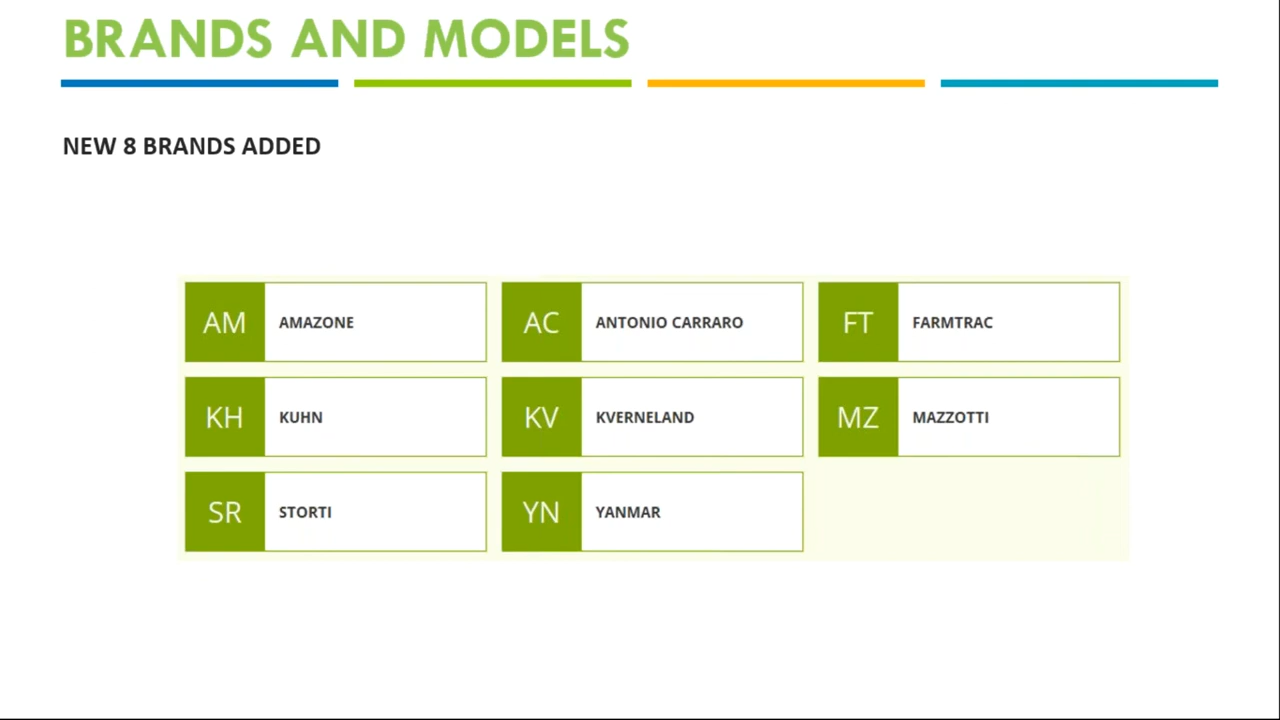 BRANDS AND MODELS
NEW 8 BRANDS ADDED
AM AMAZONE
AC ANTONIO CARRARO
FT FARMTRAC
KH KUHN
KV KVERNELAND
MZ MAZZOTTI
SR STORTI
YN YANMAR